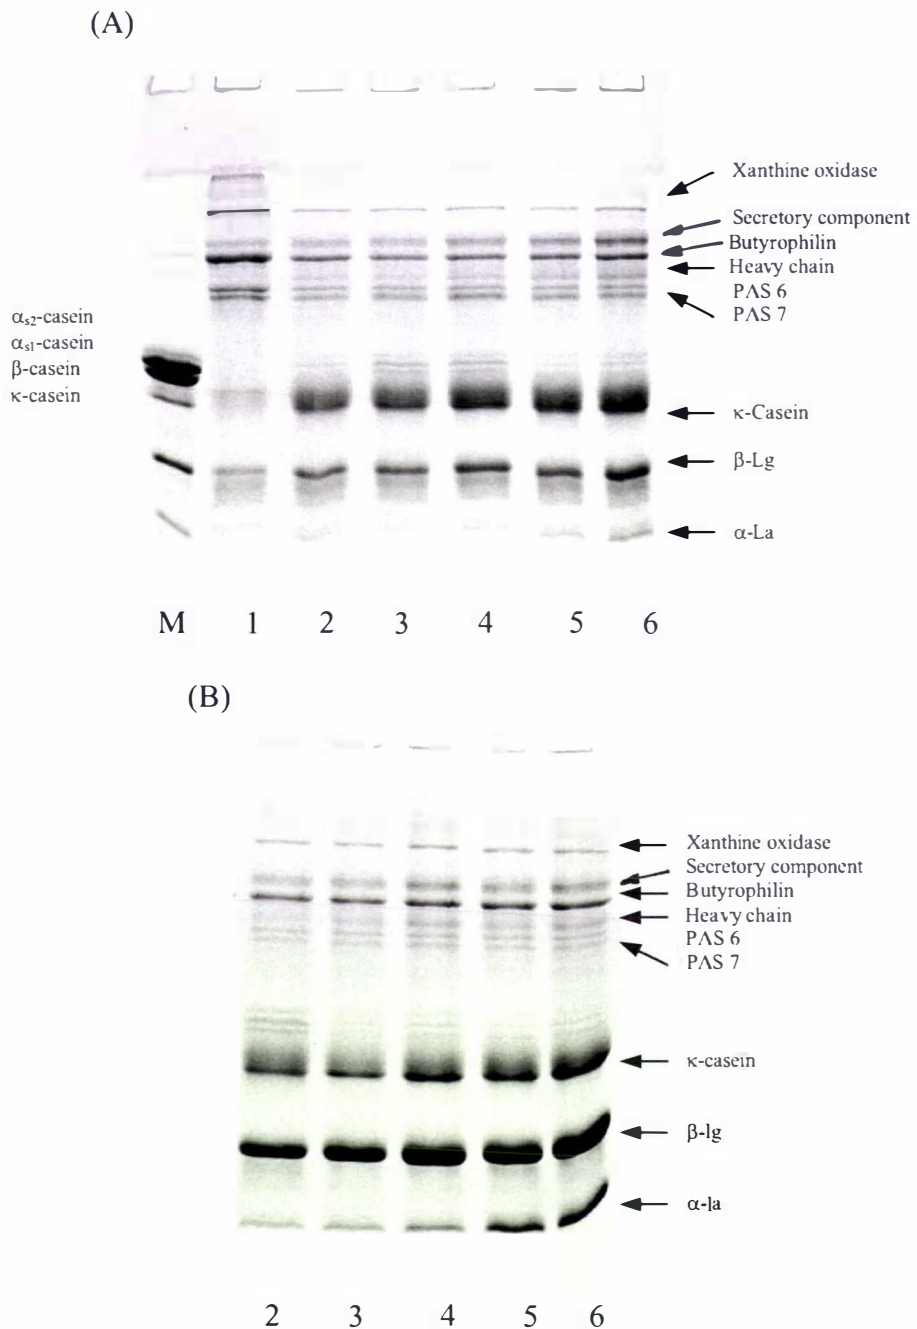 (A)
Xanthine oxidase
Secretory component
Butyrophilin
Heavy chain
PAS 6
PAS 7
αs2-casein
αs1-casein
β-casein
κ-casein
κ-Casein
β-Lg
α-La
M 1 2 3 4 5 6
(B)
Xanthine oxidase
Secretory component
Butyrophilin
Heavy chain
PAS 6
PAS 7
κ-casein
β-lg
α-la
2 3 4 5 6